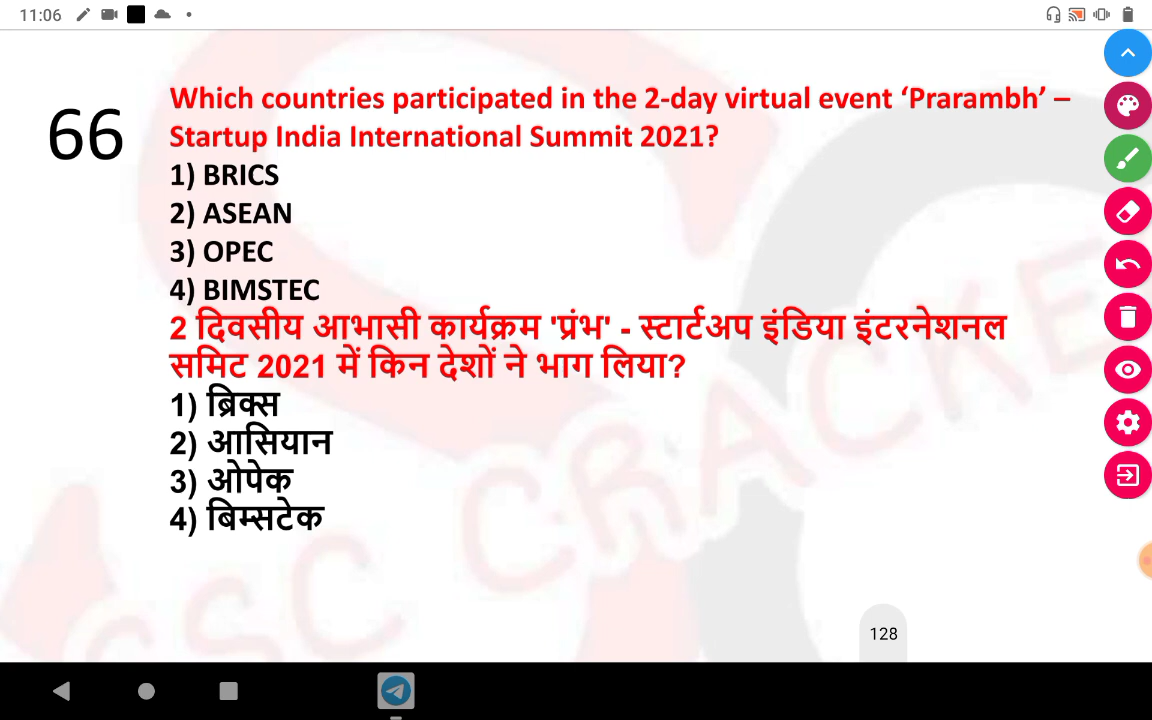 11:06
66
Which countries participated in the 2-day virtual event ‘Prarambh’ –
Startup India International Summit 2021?
1) BRICS
2) ASEAN
3) OPEC
4) BIMSTEC
2 दिवसीय आभासी कार्यक्रम 'प्रंभ' - स्टार्टअप इंडिया इंटरनेशनल
समिट 2021 में किन देशों ने भाग लिया?
1) ब्रिक्स
2) आसियान
3) ओपेक
4) बिम्सटेक
SSC CRACKE
128